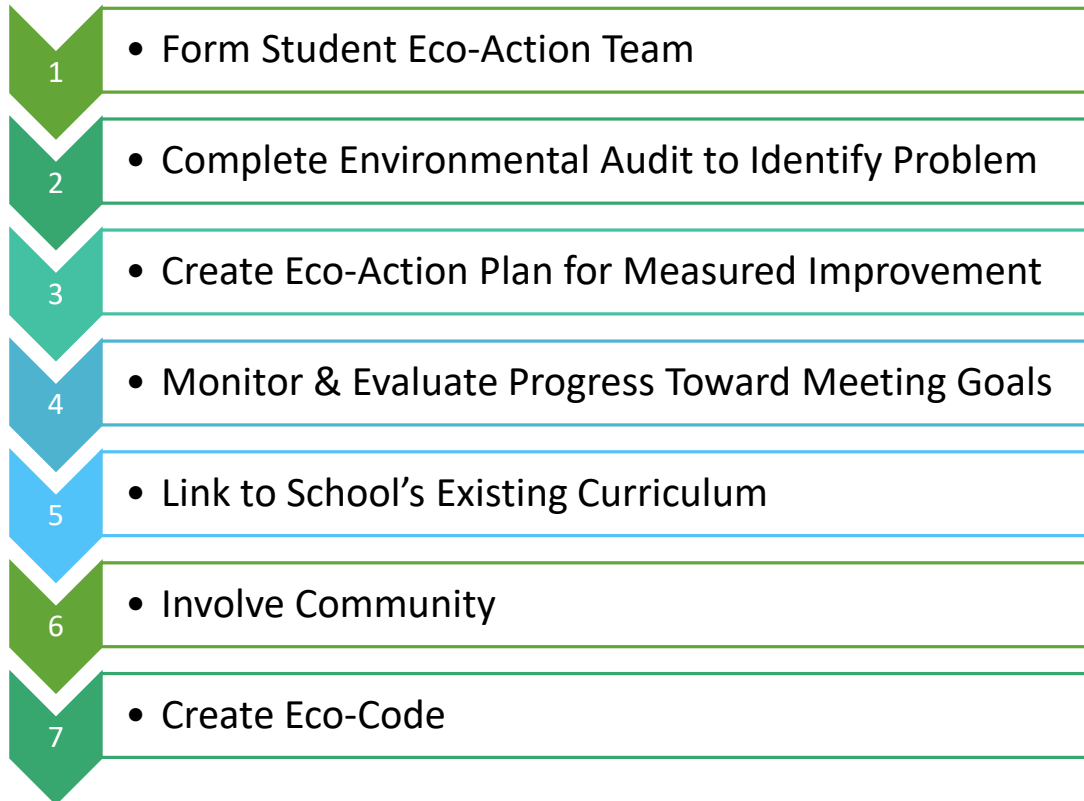 1 • Form Student Eco-Action Team
2 • Complete Environmental Audit to Identify Problem
3 • Create Eco-Action Plan for Measured Improvement
4 • Monitor & Evaluate Progress Toward Meeting Goals
5 • Link to School’s Existing Curriculum
6 • Involve Community
7 • Create Eco-Code